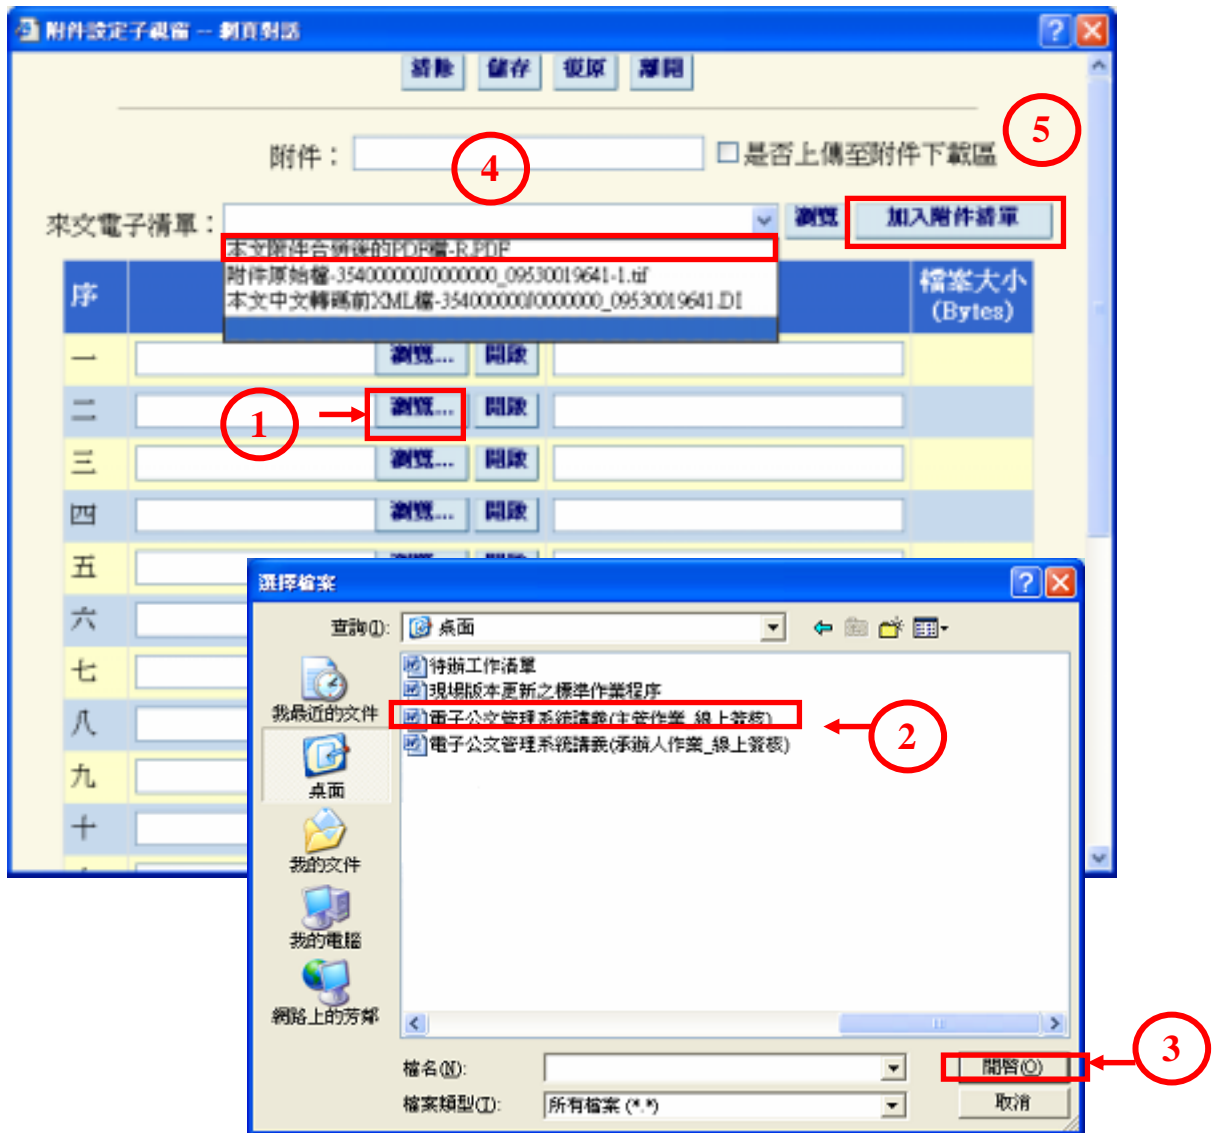 附件設定子視窗 -- 網頁對話
清除 儲存 復原 離開
附件： 是否上傳至附件下載區
4
5
來文電子清單： 瀏覽 加入附件清單
本文附件合併後的PDF檔-R.PDF
附件原始檔-354000000J0000000_09530019641-1.tif
本文中文轉碼前XML檔-354000000J0000000_09530019641.DI
序 檔案大小
(Bytes)
一 瀏覽... 開啟
二 瀏覽... 開啟
1
三 瀏覽... 開啟
四 瀏覽... 開啟
五
六
七
八
九
十
選擇檔案
查詢(I): 桌面
我最近的文件
桌面
我的文件
我的電腦
網路上的芳鄰
待辦工作清單
現場版本更新之標準作業程序
電子公文管理系統講義(主管作業_線上簽核)
電子公文管理系統講義(承辦人作業_線上簽核)
2
檔名(N): 開啓(O)
3
檔案類型(T): 所有檔案 (*.*) 取消